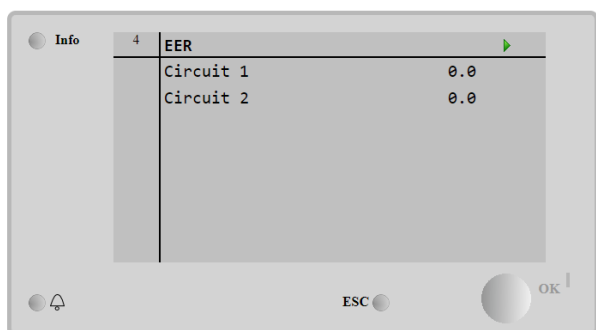 Info
4 EER
Circuit 1 0.0
Circuit 2 0.0
ESC
OK